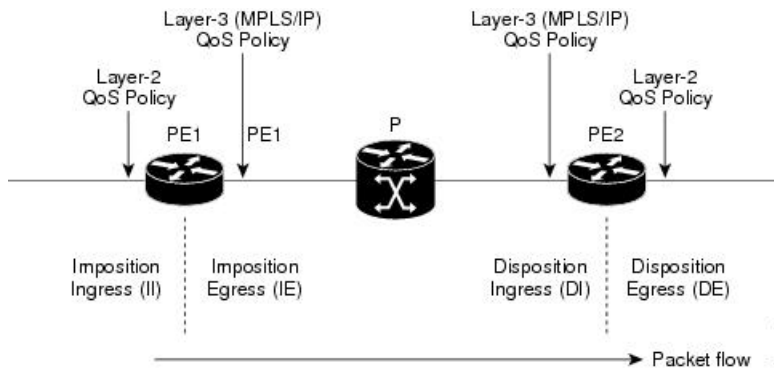 Layer-3 (MPLS/IP)
QoS Policy
Layer-3 (MPLS/IP)
QoS Policy
Layer-2
QoS Policy
Layer-2
QoS Policy
PE1
PE1
P
PE2
Imposition
Ingress (II)
Imposition
Egress (IE)
Disposition
Ingress (DI)
Disposition
Egress (DE)
Packet flow